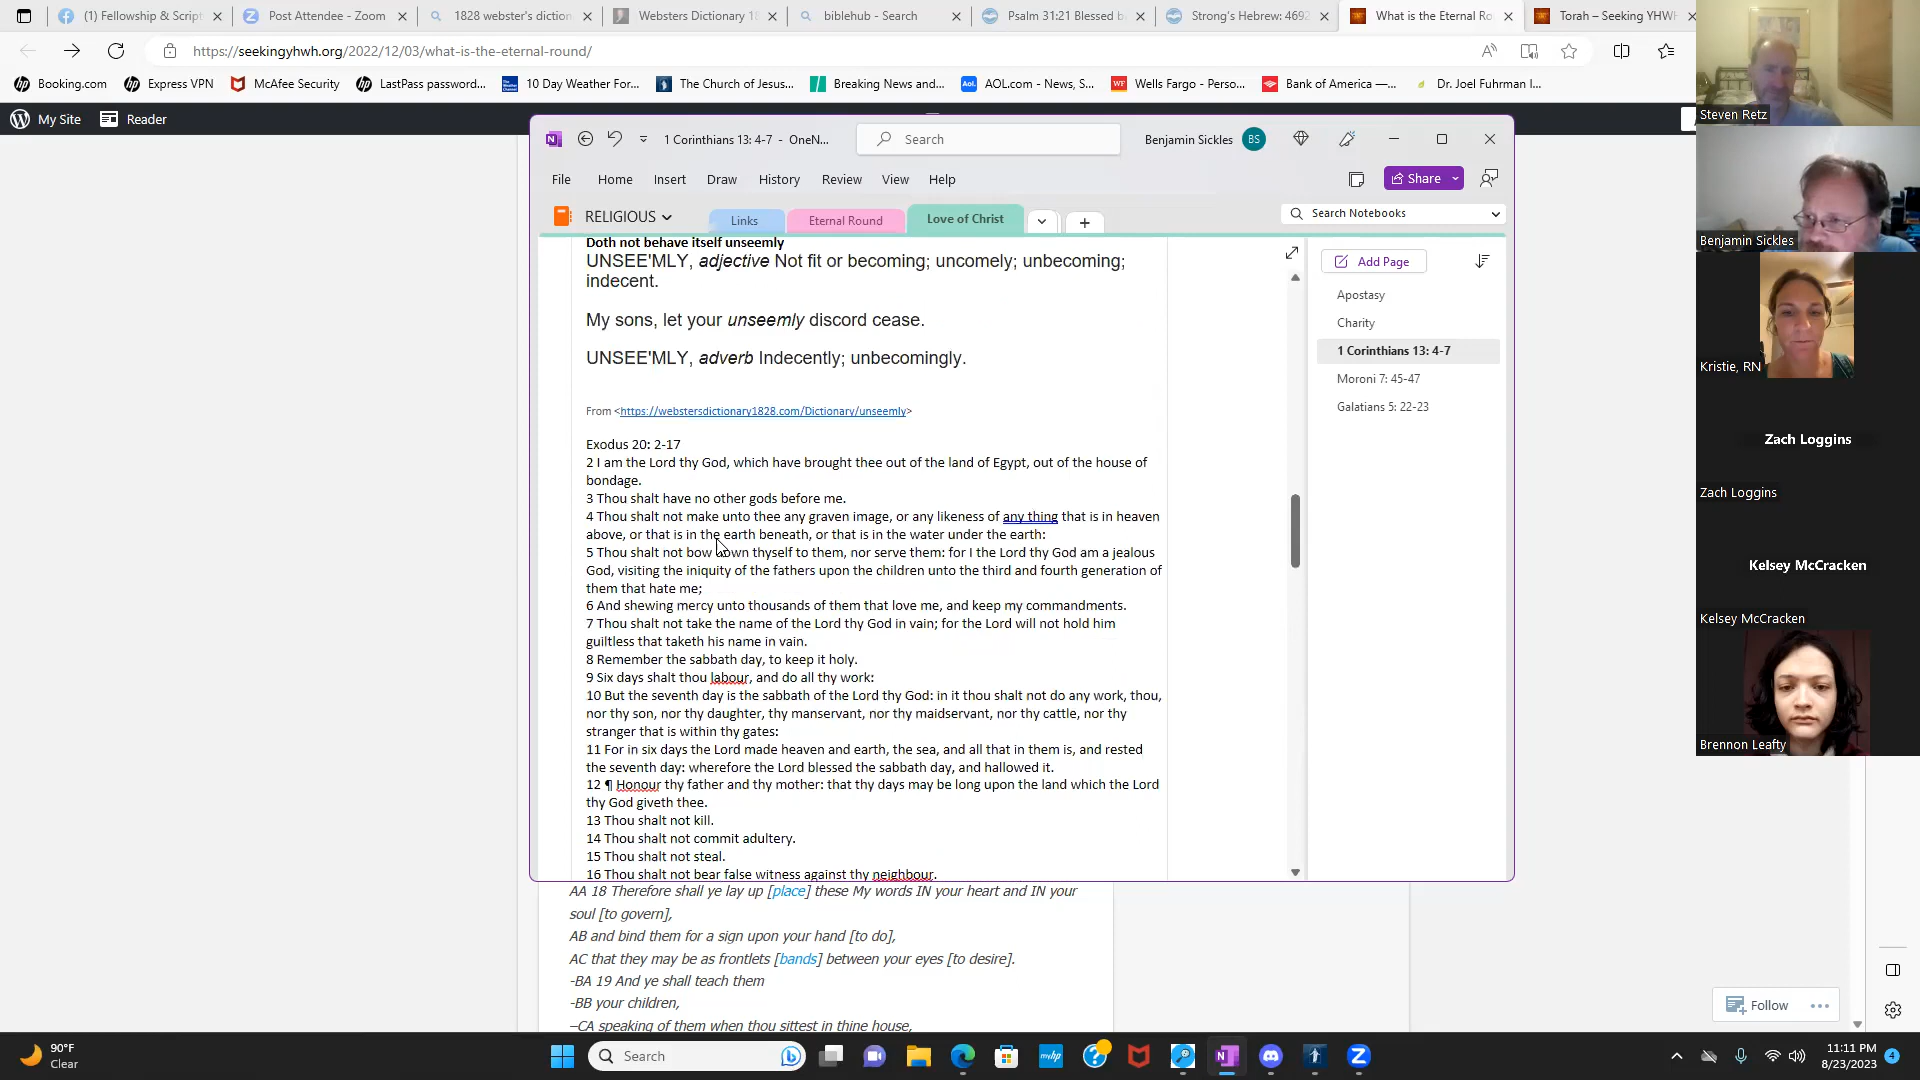 (1) Fellowship & Script
Post Attendee - Zoom
1828 webster's diction
Websters Dictionary 18
biblehub - Search
Psalm 31:21 Blessed b
Strong's Hebrew: 4692
What is the Eternal Ro
Torah – Seeking YHWH
https://seekingyhwh.org/2022/12/03/what-is-the-eternal-round/
Booking.com
Express VPN
McAfee Security
LastPass password...
10 Day Weather For...
The Church of Jesus...
Breaking News and...
AOL.com - News, S...
Wells Fargo - Perso...
Bank of America —...
Dr. Joel Fuhrman I...
My Site
Reader
1 Corinthians 13: 4-7 - OneN...
Search
Benjamin Sickles
BS
File
Home
Insert
Draw
History
Review
View
Help
Share
RELIGIOUS
Links
Eternal Round
Love of Christ
Search Notebooks
Doth not behave itself unseemly
UNSEE'MLY, adjective Not fit or becoming; uncomely; unbecoming;
indecent.
My sons, let your unseemly discord cease.
UNSEE'MLY, adverb Indecently; unbecomingly.
From <https://webstersdictionary1828.com/Dictionary/unseemly>
Exodus 20: 2-17
2 I am the Lord thy God, which have brought thee out of the land of Egypt, out of the house of
bondage.
3 Thou shalt have no other gods before me.
4 Thou shalt not make unto thee any graven image, or any likeness of any thing that is in heaven
above, or that is in the earth beneath, or that is in the water under the earth:
5 Thou shalt not bow down thyself to them, nor serve them: for I the Lord thy God am a jealous
God, visiting the iniquity of the fathers upon the children unto the third and fourth generation of
them that hate me;
6 And shewing mercy unto thousands of them that love me, and keep my commandments.
7 Thou shalt not take the name of the Lord thy God in vain; for the Lord will not hold him
guiltless that taketh his name in vain.
8 Remember the sabbath day, to keep it holy.
9 Six days shalt thou labour, and do all thy work:
10 But the seventh day is the sabbath of the Lord thy God: in it thou shalt not do any work, thou,
nor thy son, nor thy daughter, thy manservant, nor thy maidservant, nor thy cattle, nor thy
stranger that is within thy gates:
11 For in six days the Lord made heaven and earth, the sea, and all that in them is, and rested
the seventh day: wherefore the Lord blessed the sabbath day, and hallowed it.
12 ¶ Honour thy father and thy mother: that thy days may be long upon the land which the Lord
thy God giveth thee.
13 Thou shalt not kill.
14 Thou shalt not commit adultery.
15 Thou shalt not steal.
16 Thou shalt not bear false witness against thy neighbour.
Add Page
Apostasy
Charity
1 Corinthians 13: 4-7
Moroni 7: 45-47
Galatians 5: 22-23
AA 18 Therefore shall ye lay up [place] these My words IN your heart and IN your
soul [to govern],
AB and bind them for a sign upon your hand [to do],
AC that they may be as frontlets [bands] between your eyes [to desire].
-BA 19 And ye shall teach them
-BB your children,
–CA speaking of them when thou sittest in thine house,
Follow
Steven Retz
Benjamin Sickles
Kristie, RN
Zach Loggins
Zach Loggins
Kelsey McCracken
Kelsey McCracken
Brennon Leafty
90°F
Clear
Search
myhp
11:11 PM
8/23/2023
4